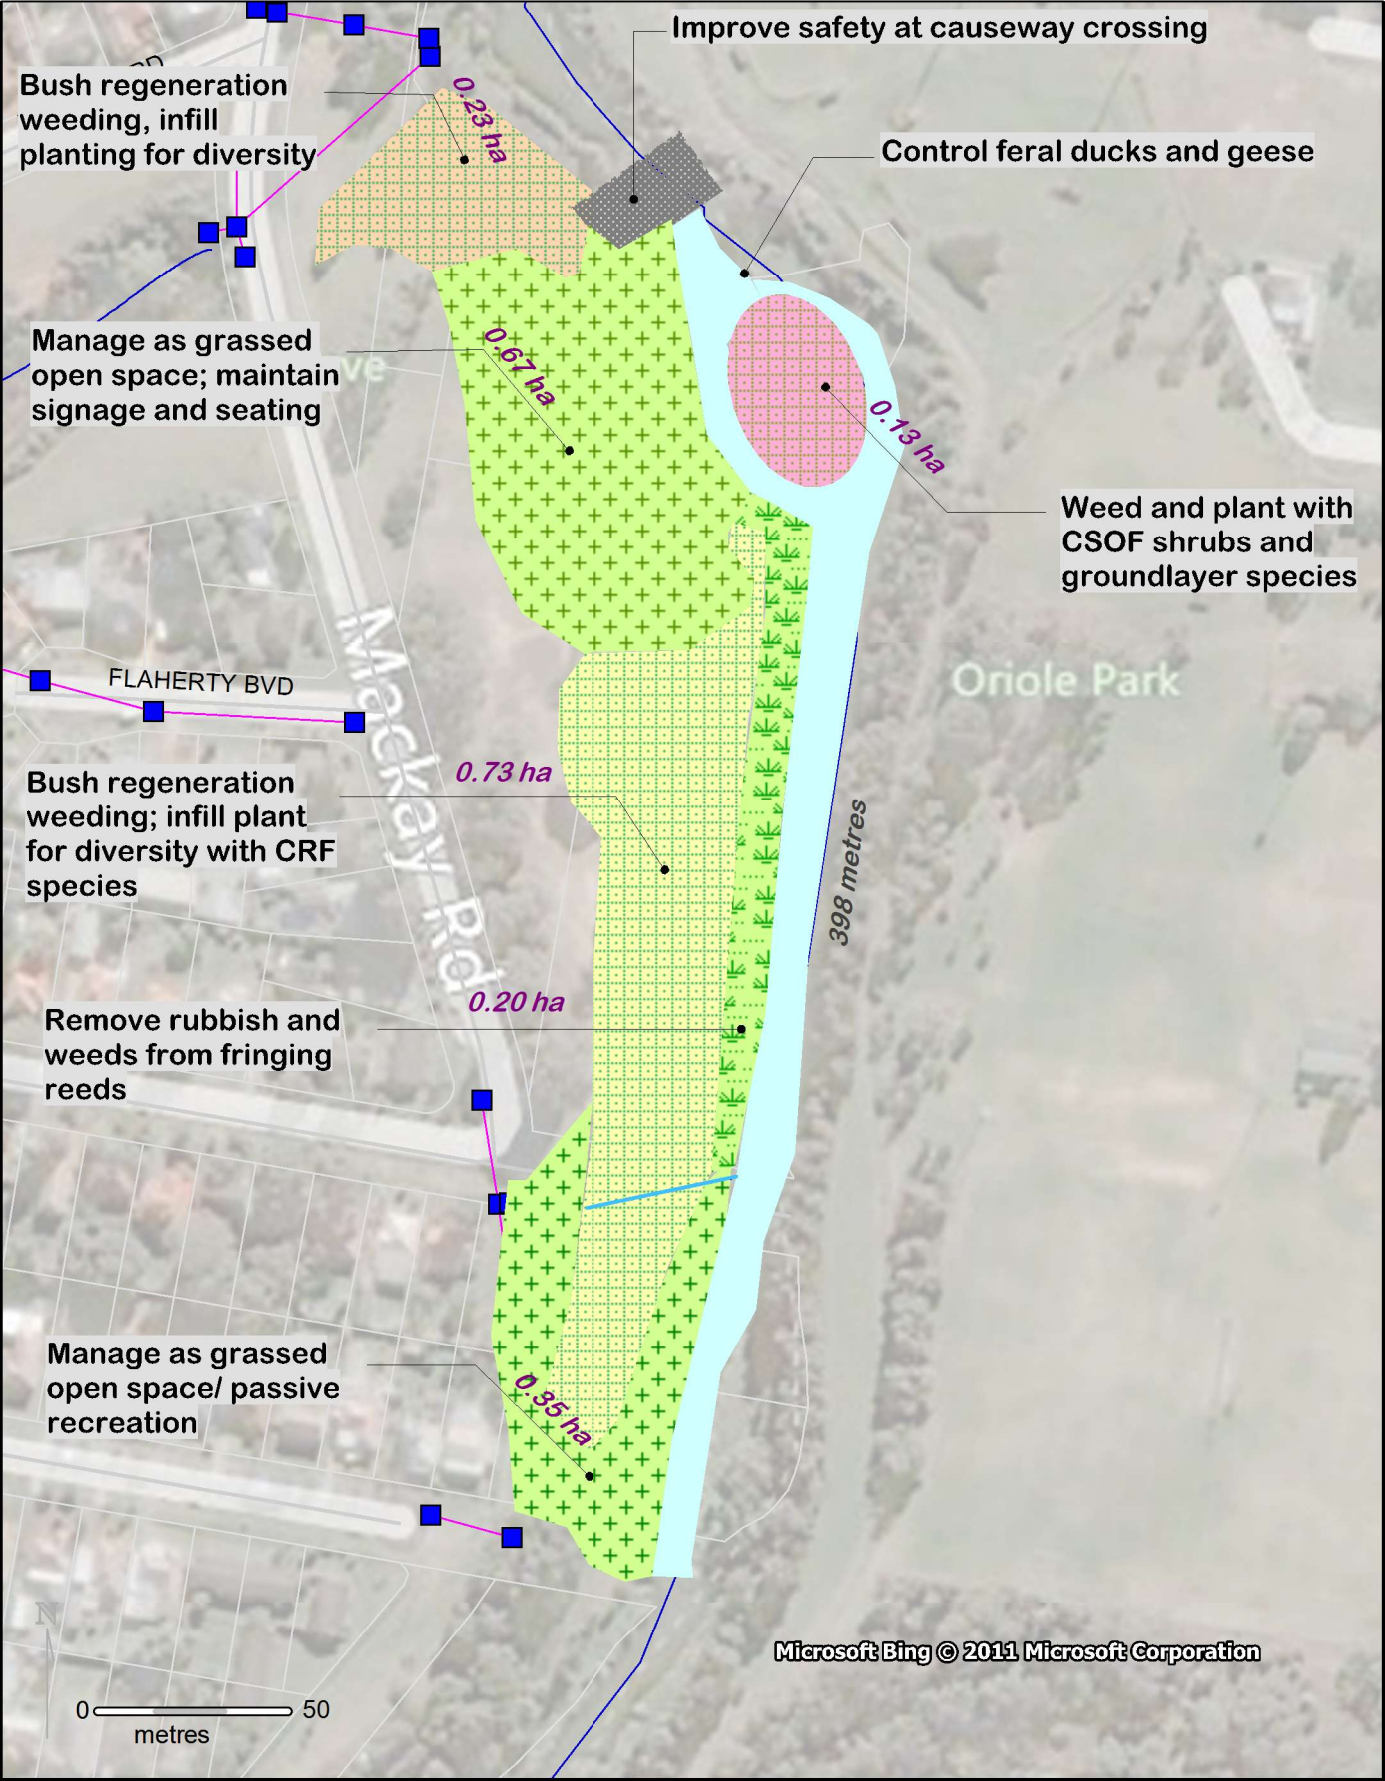 Improve safety at causeway crossing
RD
Bush regeneration
weeding, infill
planting for diversity
0.23 ha
Control feral ducks and geese
Manage as grassed
open space; maintain
signage and seating
ve
0.67 ha
0.13 ha
Weed and plant with
CSOF shrubs and
groundlayer species
FLAHERTY BVD
Mackay Rd
Oriole Park
0.73 ha
Bush regeneration
weeding; infill plant
for diversity with CRF
species
398 metres
0.20 ha
Remove rubbish and
weeds from fringing
reeds
Manage as grassed
open space/ passive
recreation
0.35 ha
N
Microsoft Bing © 2011 Microsoft Corporation
0 50
metres